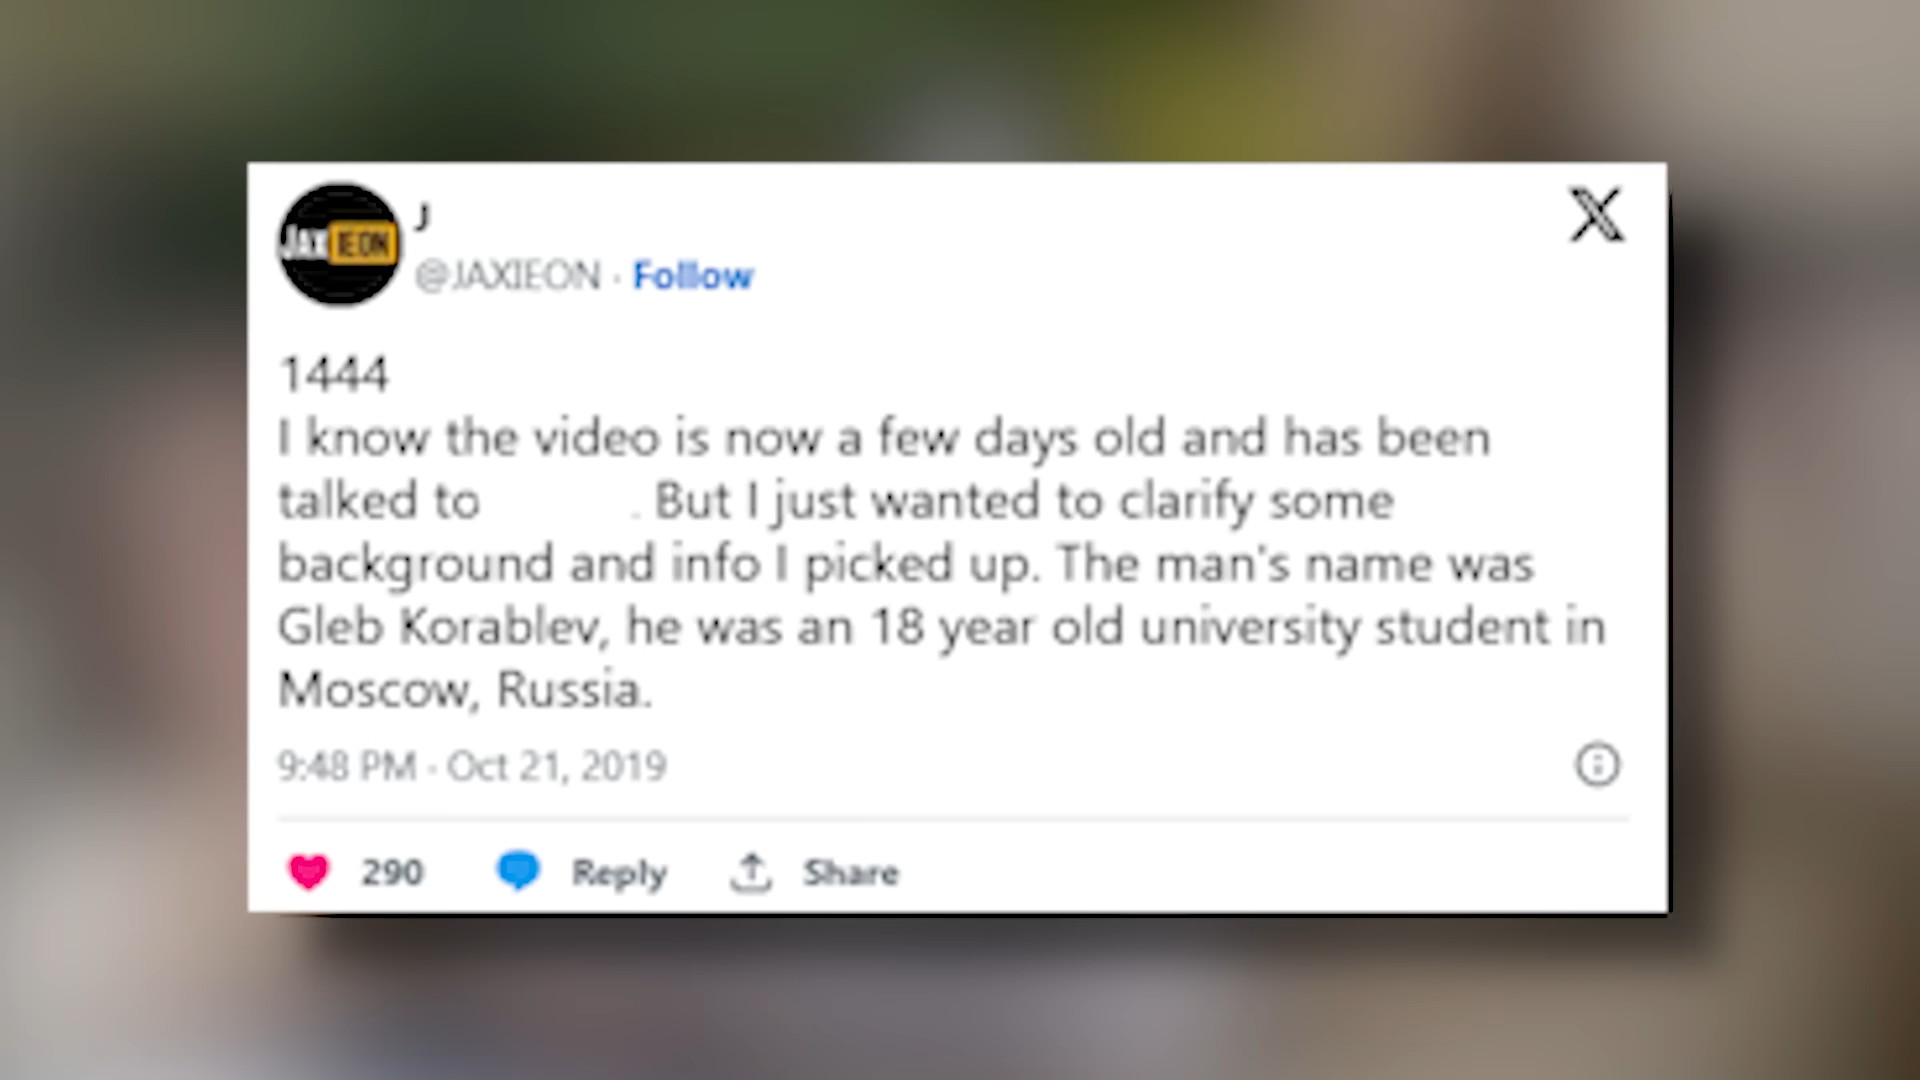 JAXIEON
J
X
@JAXIEON · Follow
1444
I know the video is now a few days old and has been
talked to . But I just wanted to clarify some
background and info I picked up. The man's name was
Gleb Korablev, he was an 18 year old university student in
Moscow, Russia.
9:48 PM · Oct 21, 2019
290 Reply Share